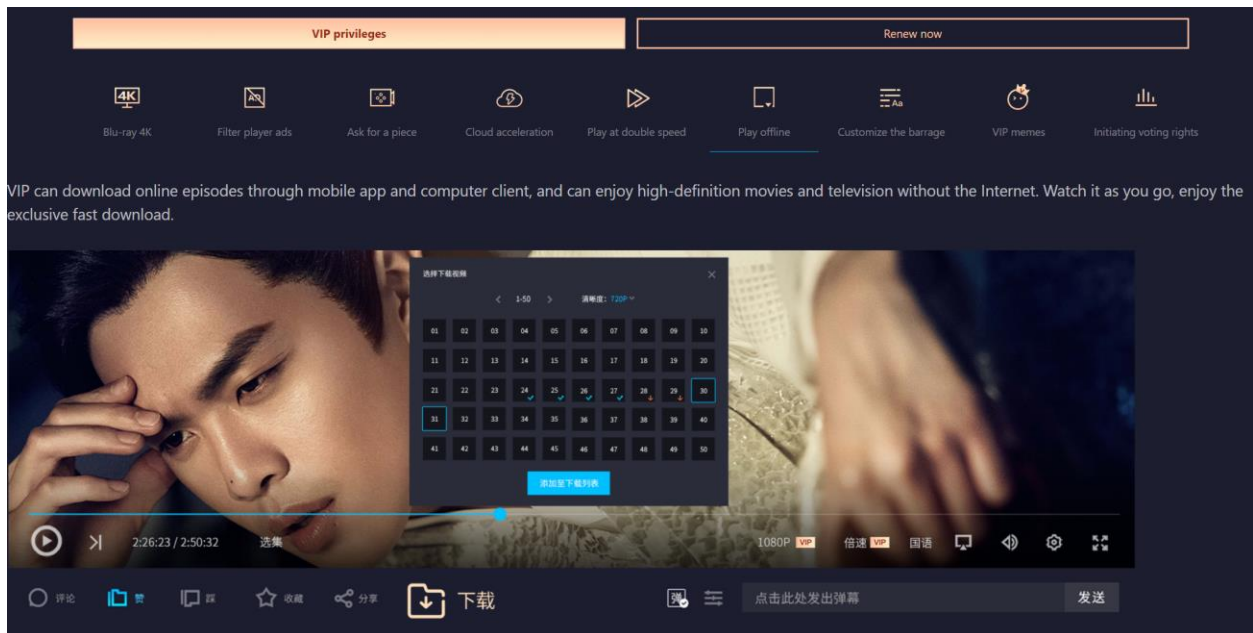 VIP privileges
Renew now
4K
AD
Aa
Blu-ray 4K
Filter player ads
Ask for a piece
Cloud acceleration
Play at double speed
Play offline
Customize the barrage
VIP memes
Initiating voting rights
VIP can download online episodes through mobile app and computer client, and can enjoy high-definition movies and television without the Internet. Watch it as you go, enjoy the
exclusive fast download.
选择下载视频
1-50 清晰度: 720P
01 02 03 04 05 06 07 08 09 10
11 12 13 14 15 16 17 18 19 20
21 22 23 24 25 26 27 28 29 30
31 32 33 34 35 36 37 38 39 40
41 42 43 44 45 46 47 48 49 50
添加至下载列表
2:26:23 / 2:50:32 选集 1080P VIP 倍速 VIP 国语
评论 赞 踩 收藏 分享 下载 弹 点击此处发出弹幕 发送